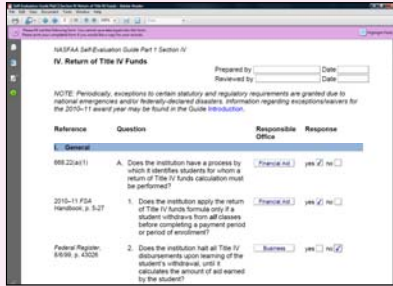 NASFAA Self-Evaluation Guide Part 1 Section IV
IV. Return of Title IV Funds
Prepared by Date
Reviewed by Date
NOTE: Periodically, exceptions to certain statutory and regulatory requirements are granted due to
national emergencies and/or federally-declared disasters. Information regarding exceptions/waivers for
the 2010–11 award year may be found in the Guide Introduction.
Reference Question Responsible Office Response
I. General
668.22(a)(1) A. Does the institution have a process by
which it identifies students for whom a
return of Title IV funds calculation must
be performed?
Financial Aid yes no
2010–11 FSA
Handbook, p. 5-27
1. Does the institution apply the return
of Title IV funds formula only if a
student withdraws from all classes
before completing a payment period
or period of enrollment?
Financial Aid yes no
Federal Register,
8/6/99, p. 43026
2. Does the institution halt all Title IV
disbursements upon learning of the
student's withdrawal, until it
calculates the amount of aid earned
by the student?
Business yes no